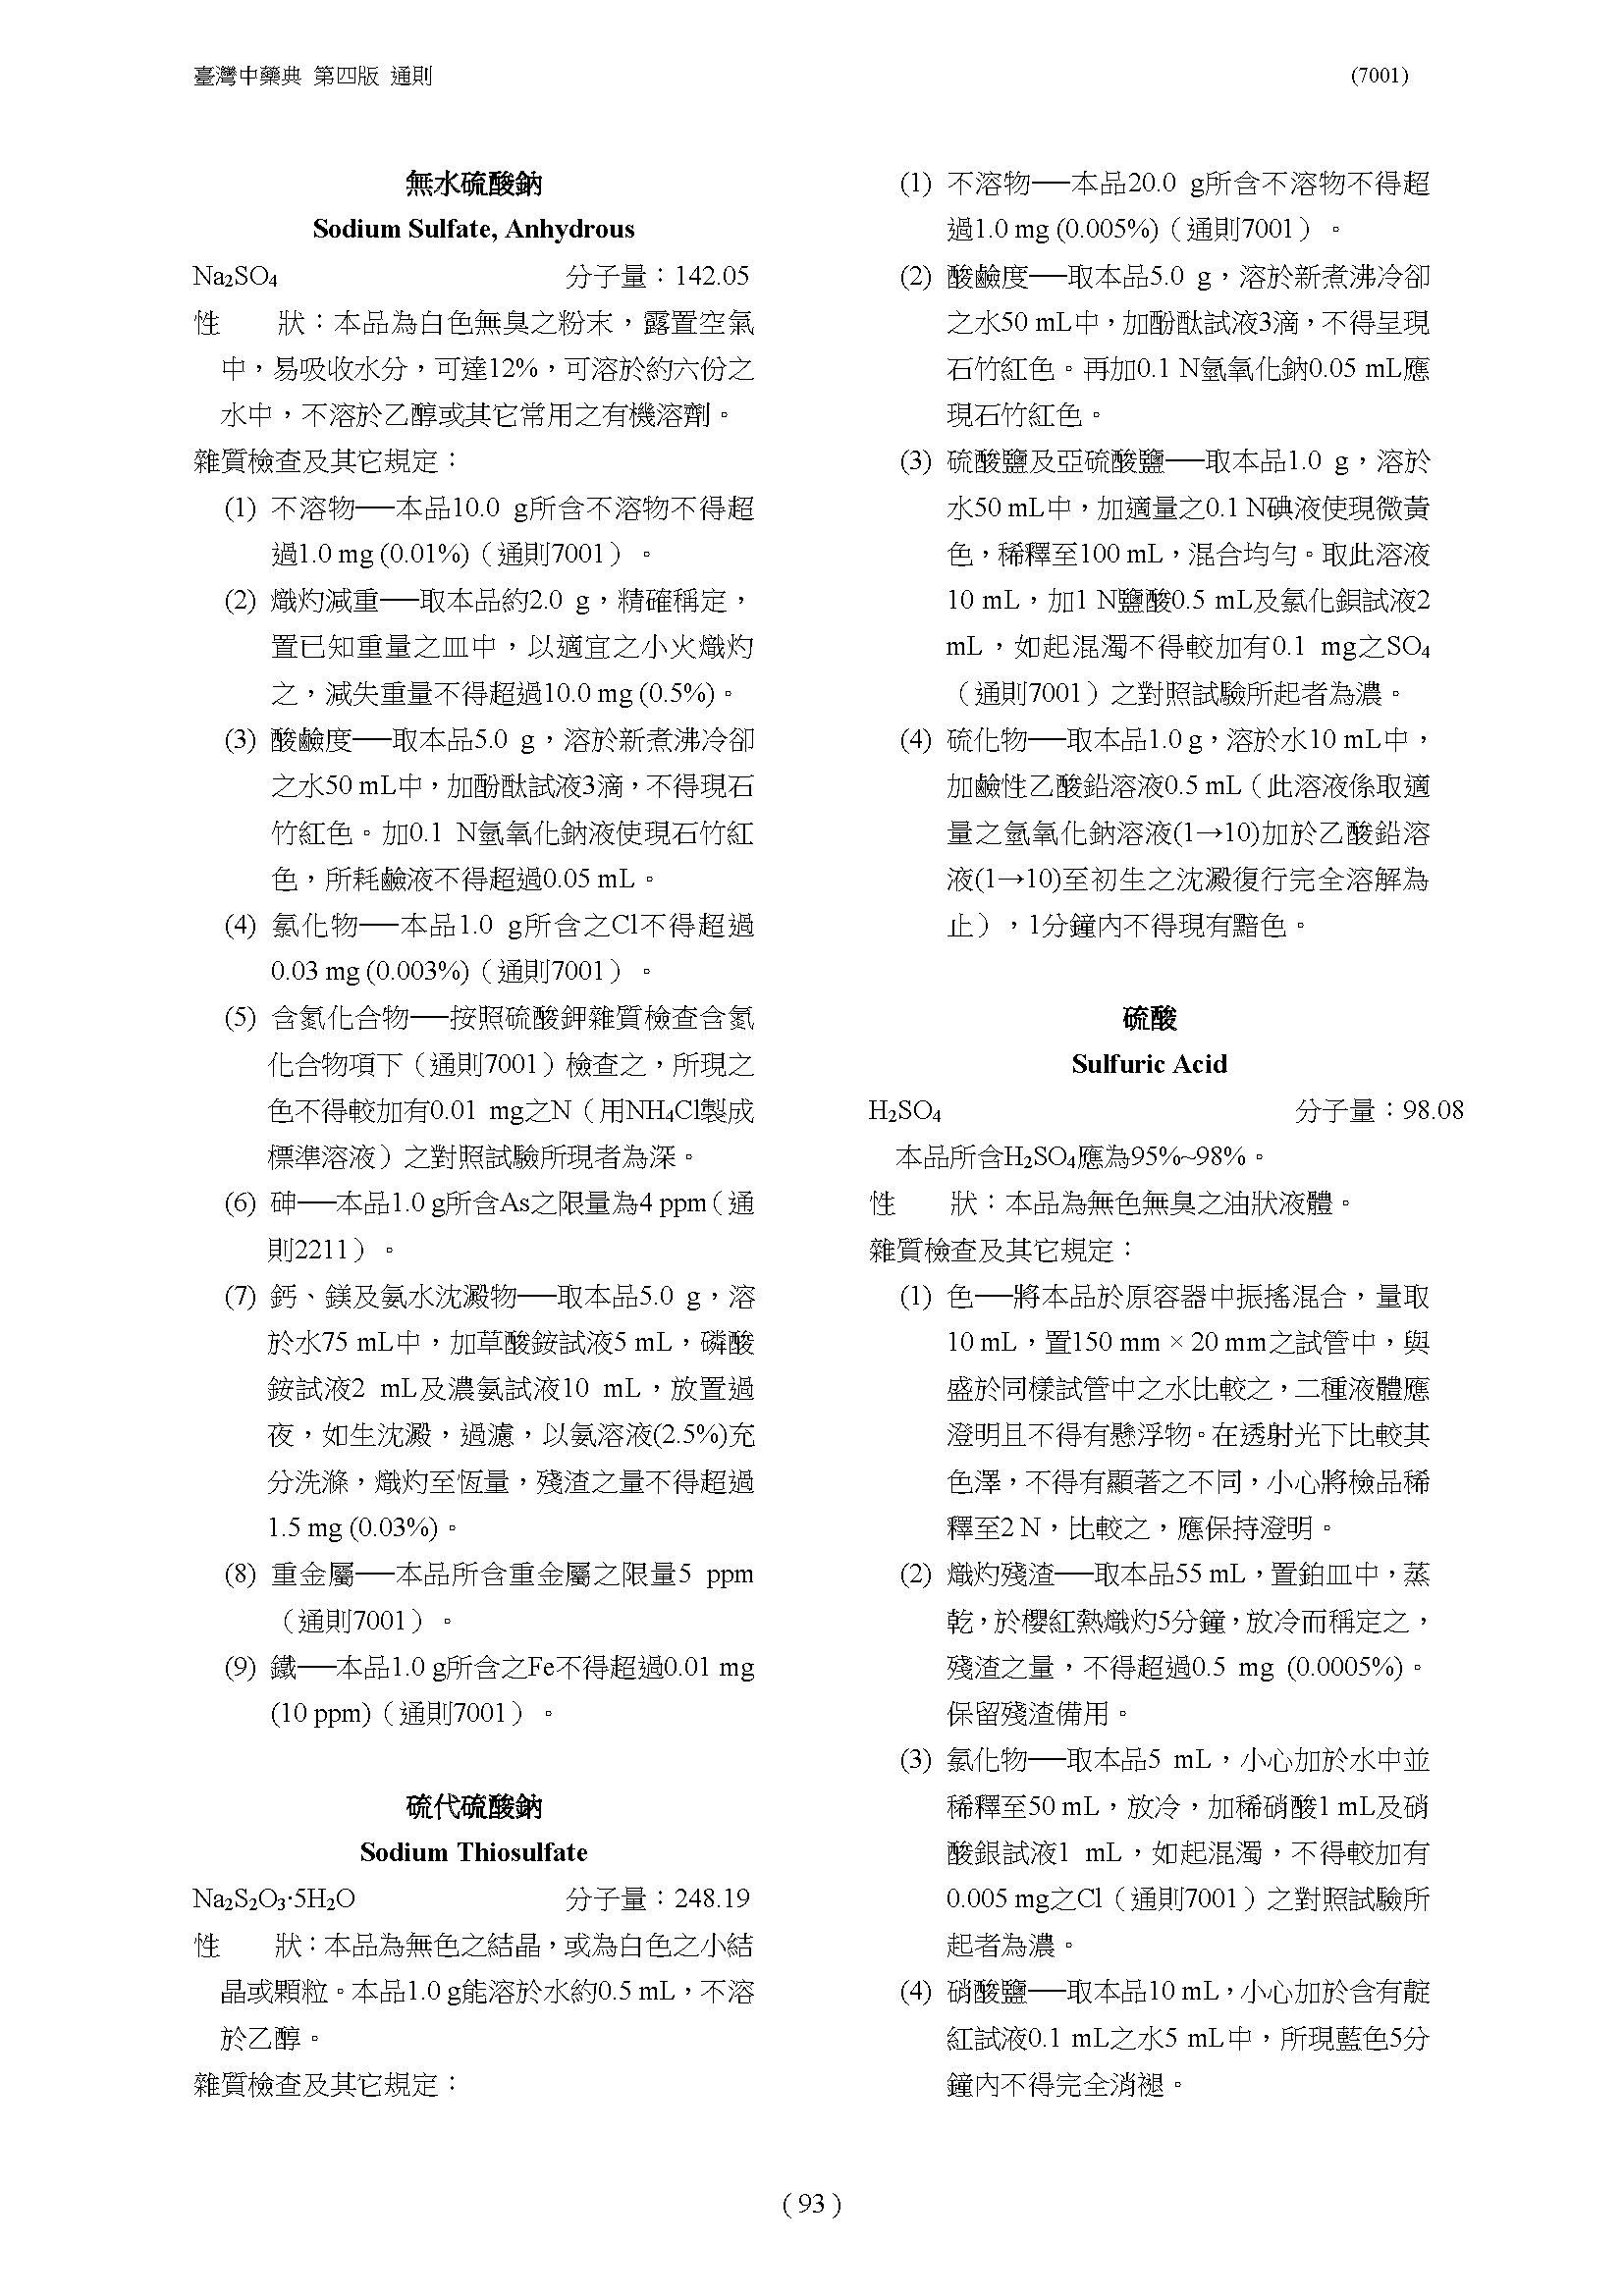 臺灣中藥典 第四版 通則
(7001)
無水硫酸鈉
Sodium Sulfate, Anhydrous
Na₂SO₄ 分子量：142.05
性　　狀：本品為白色無臭之粉末，露置空氣
中，易吸收水分，可達12%，可溶於約六份之
水中，不溶於乙醇或其它常用之有機溶劑。
雜質檢查及其它規定：
(1) 不溶物──本品10.0 g所含不溶物不得超
過1.0 mg (0.01%)（通則7001）。
(2) 熾灼減重──取本品約2.0 g，精確稱定，
置已知重量之皿中，以適宜之小火熾灼
之，減失重量不得超過10.0 mg (0.5%)。
(3) 酸鹼度──取本品5.0 g，溶於新煮沸冷卻
之水50 mL中，加酚酞試液3滴，不得現石
竹紅色。加0.1 N氫氧化鈉液使現石竹紅
色，所耗鹼液不得超過0.05 mL。
(4) 氯化物──本品1.0 g所含之Cl不得超過
0.03 mg (0.003%)（通則7001）。
(5) 含氮化合物──按照硫酸鉀雜質檢查含氮
化合物項下（通則7001）檢查之，所現之
色不得較加有0.01 mg之N（用NH₄Cl製成
標準溶液）之對照試驗所現者為深。
(6) 砷──本品1.0 g所含As之限量為4 ppm（通
則2211）。
(7) 鈣、鎂及氨水沈澱物──取本品5.0 g，溶
於水75 mL中，加草酸銨試液5 mL，磷酸
銨試液2 mL及濃氨試液10 mL，放置過
夜，如生沈澱，過濾，以氨溶液(2.5%)充
分洗滌，熾灼至恆量，殘渣之量不得超過
1.5 mg (0.03%)。
(8) 重金屬──本品所含重金屬之限量5 ppm
（通則7001）。
(9) 鐵──本品1.0 g所含之Fe不得超過0.01 mg
(10 ppm)（通則7001）。
硫代硫酸鈉
Sodium Thiosulfate
Na₂S₂O₃·5H₂O 分子量：248.19
性　　狀：本品為無色之結晶，或為白色之小結
晶或顆粒。本品1.0 g能溶於水約0.5 mL，不溶
於乙醇。
雜質檢查及其它規定：
(1) 不溶物──本品20.0 g所含不溶物不得超
過1.0 mg (0.005%)（通則7001）。
(2) 酸鹼度──取本品5.0 g，溶於新煮沸冷卻
之水50 mL中，加酚酞試液3滴，不得呈現
石竹紅色。再加0.1 N氫氧化鈉0.05 mL應
現石竹紅色。
(3) 硫酸鹽及亞硫酸鹽──取本品1.0 g，溶於
水50 mL中，加適量之0.1 N碘液使現微黃
色，稀釋至100 mL，混合均勻。取此溶液
10 mL，加1 N鹽酸0.5 mL及氯化鋇試液2
mL，如起混濁不得較加有0.1 mg之SO₄
（通則7001）之對照試驗所起者為濃。
(4) 硫化物──取本品1.0 g，溶於水10 mL中，
加鹼性乙酸鉛溶液0.5 mL（此溶液係取適
量之氫氧化鈉溶液(1→10)加於乙酸鉛溶
液(1→10)至初生之沈澱復行完全溶解為
止），1分鐘內不得現有黯色。
硫酸
Sulfuric Acid
H₂SO₄ 分子量：98.08
本品所含H₂SO₄應為95%~98%。
性　　狀：本品為無色無臭之油狀液體。
雜質檢查及其它規定：
(1) 色──將本品於原容器中振搖混合，量取
10 mL，置150 mm × 20 mm之試管中，與
盛於同樣試管中之水比較之，二種液體應
澄明且不得有懸浮物。在透射光下比較其
色澤，不得有顯著之不同，小心將檢品稀
釋至2 N，比較之，應保持澄明。
(2) 熾灼殘渣──取本品55 mL，置鉑皿中，蒸
乾，於櫻紅熱熾灼5分鐘，放冷而稱定之，
殘渣之量，不得超過0.5 mg (0.0005%)。
保留殘渣備用。
(3) 氯化物──取本品5 mL，小心加於水中並
稀釋至50 mL，放冷，加稀硝酸1 mL及硝
酸銀試液1 mL，如起混濁，不得較加有
0.005 mg之Cl（通則7001）之對照試驗所
起者為濃。
(4) 硝酸鹽──取本品10 mL，小心加於含有靛
紅試液0.1 mL之水5 mL中，所現藍色5分
鐘內不得完全消褪。
( 93 )